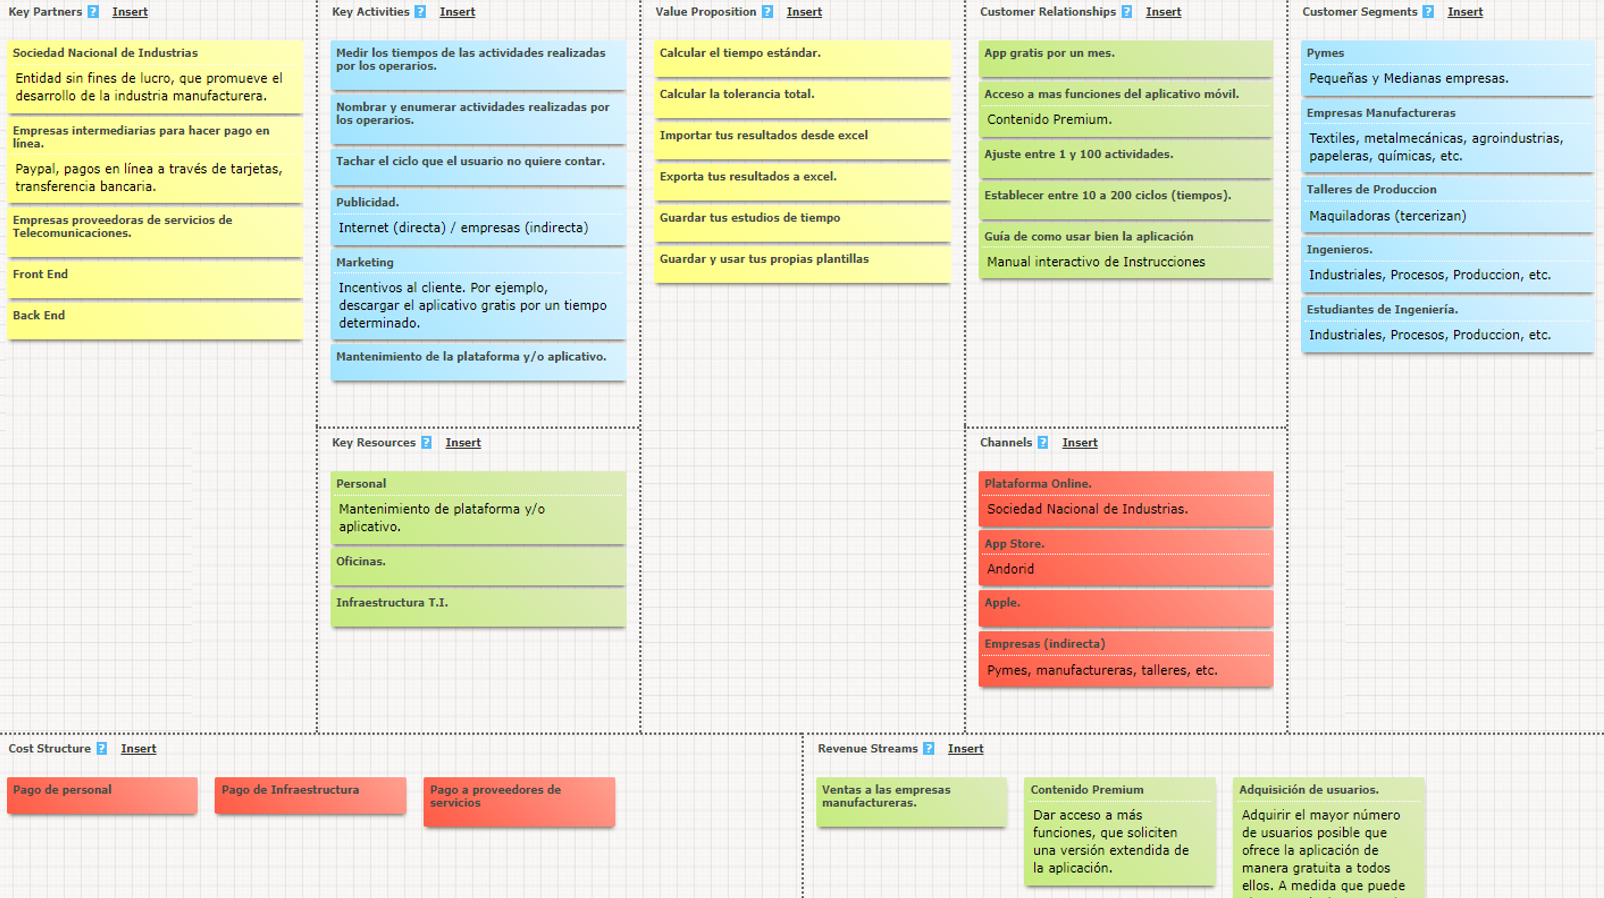 Key Partners ? Insert
Sociedad Nacional de Industrias
Entidad sin fines de lucro, que promueve el
desarrollo de la industria manufacturera.
Empresas intermediarias para hacer pago en
línea.
Paypal, pagos en línea a través de tarjetas,
transferencia bancaria.
Empresas proveedoras de servicios de
Telecomunicaciones.
Front End
Back End
Key Activities ? Insert
Medir los tiempos de las actividades realizadas
por los operarios.
Nombrar y enumerar actividades realizadas por
los operarios.
Tachar el ciclo que el usuario no quiere contar.
Publicidad.
Internet (directa) / empresas (indirecta)
Marketing
Incentivos al cliente. Por ejemplo,
descargar el aplicativo gratis por un tiempo
determinado.
Mantenimiento de la plataforma y/o aplicativo.
Key Resources ? Insert
Personal
Mantenimiento de plataforma y/o
aplicativo.
Oficinas.
Infraestructura T.I.
Value Proposition ? Insert
Calcular el tiempo estándar.
Calcular la tolerancia total.
Importar tus resultados desde excel
Exporta tus resultados a excel.
Guardar tus estudios de tiempo
Guardar y usar tus propias plantillas
Customer Relationships ? Insert
App gratis por un mes.
Acceso a mas funciones del aplicativo móvil.
Contenido Premium.
Ajuste entre 1 y 100 actividades.
Establecer entre 10 a 200 ciclos (tiempos).
Guía de como usar bien la aplicación
Manual interactivo de Instrucciones
Channels ? Insert
Plataforma Online.
Sociedad Nacional de Industrias.
App Store.
Andorid
Apple.
Empresas (indirecta)
Pymes, manufactureras, talleres, etc.
Customer Segments ? Insert
Pymes
Pequeñas y Medianas empresas.
Empresas Manufactureras
Textiles, metalmecánicas, agroindustrias,
papeleras, químicas, etc.
Talleres de Produccion
Maquiladoras (tercerizan)
Ingenieros.
Industriales, Procesos, Produccion, etc.
Estudiantes de Ingeniería.
Industriales, Procesos, Produccion, etc.
Cost Structure ? Insert
Pago de personal
Pago de Infraestructura
Pago a proveedores de
servicios
Revenue Streams ? Insert
Ventas a las empresas
manufactureras.
Contenido Premium
Dar acceso a más
funciones, que soliciten
una versión extendida de
la aplicación.
Adquisición de usuarios.
Adquirir el mayor número
de usuarios posible que
ofrece la aplicación de
manera gratuita a todos
ellos. A medida que puede